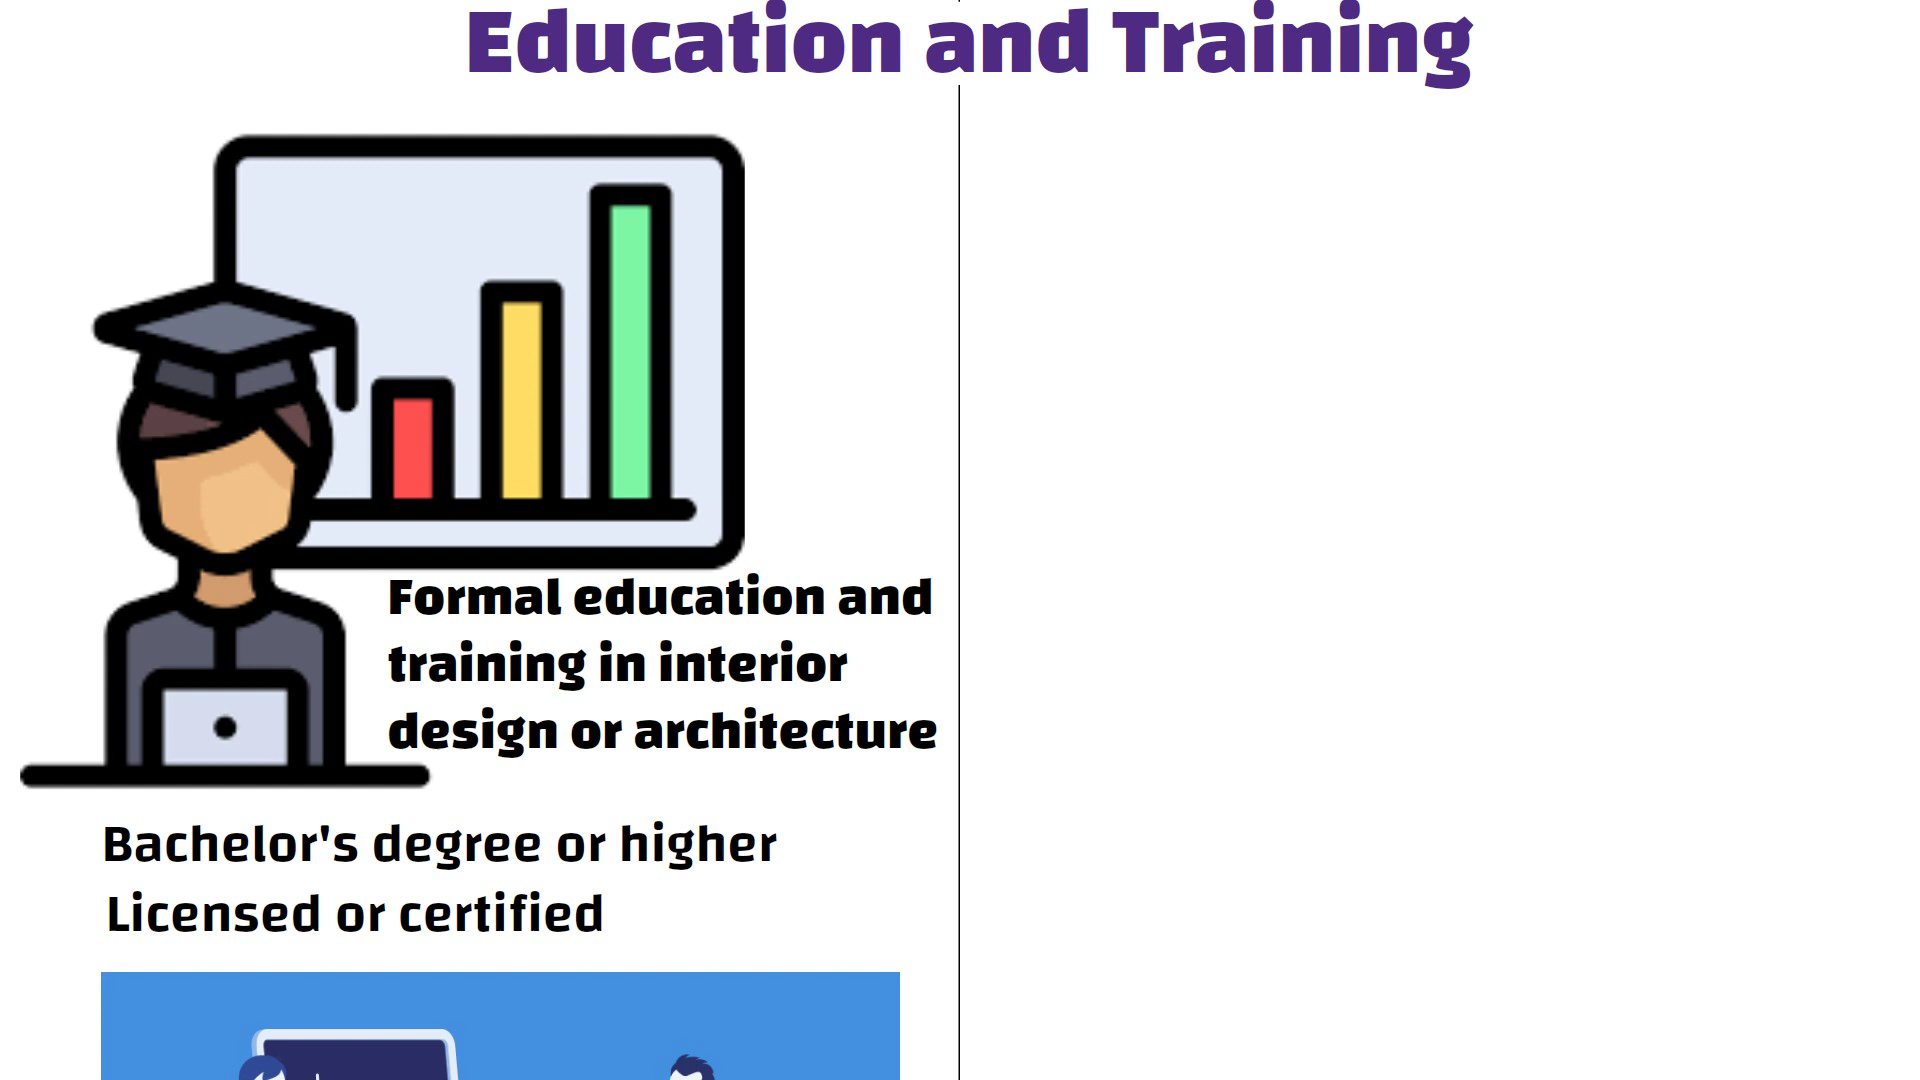 Education and Training
Formal education and
training in interior
design or architecture
Bachelor's degree or higher
Licensed or certified